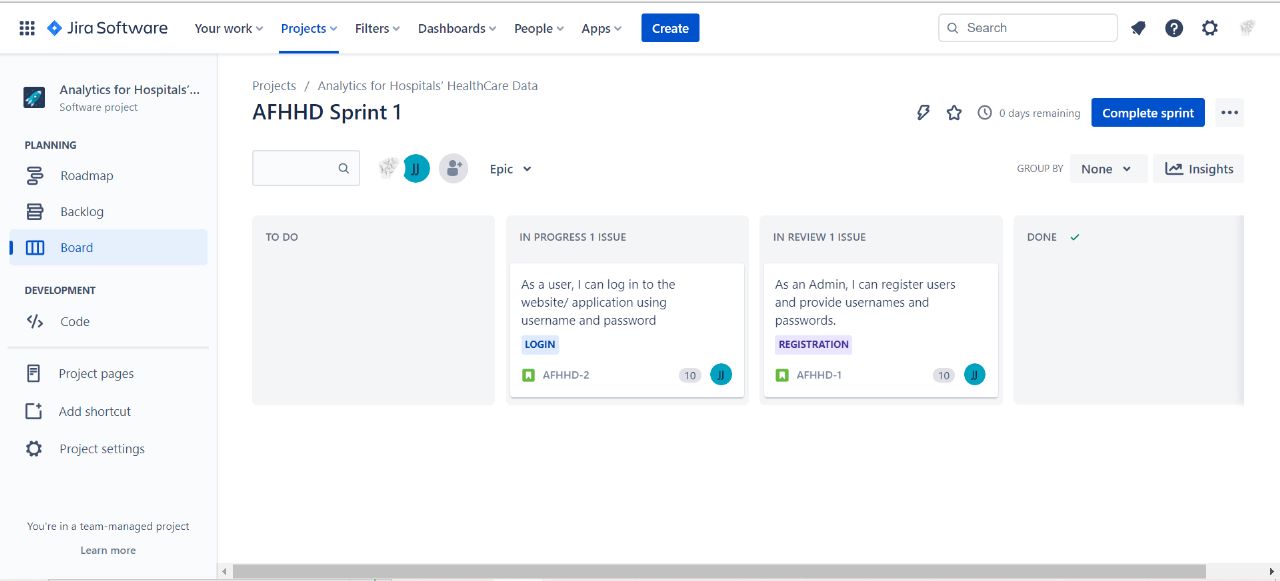 Jira Software
Your work
Projects
Filters
Dashboards
People
Apps
Create
Search
Analytics for Hospitals'...
Software project
PLANNING
Roadmap
Backlog
Board
DEVELOPMENT
Code
Project pages
Add shortcut
Project settings
You're in a team-managed project
Learn more
Projects / Analytics for Hospitals' HealthCare Data
AFHHD Sprint 1
0 days remaining
Complete sprint
JJ
Epic
GROUP BY
None
Insights
TO DO
IN PROGRESS 1 ISSUE
As a user, I can log in to the
website/ application using
username and password
LOGIN
AFHHD-2
10
JJ
IN REVIEW 1 ISSUE
As an Admin, I can register users
and provide usernames and
passwords.
REGISTRATION
AFHHD-1
10
JJ
DONE